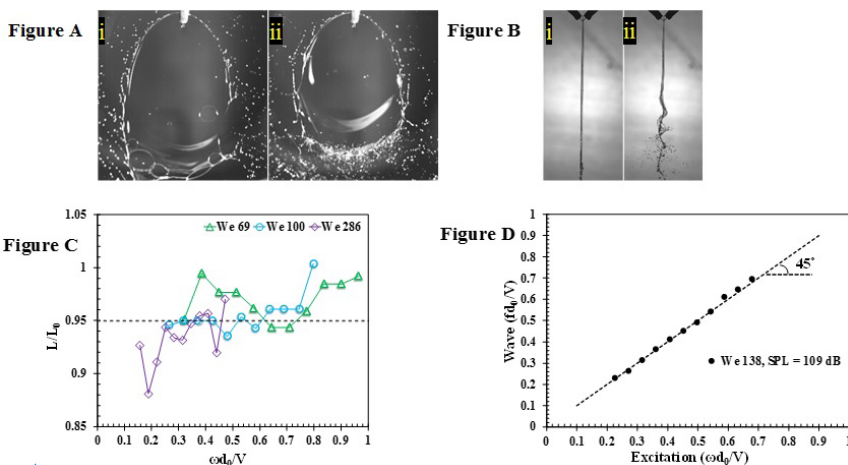 Figure A
i
ii
Figure B
i
ii
Figure C
1.05
1
0.95
0.9
0.85
L/L0
We 69
We 100
We 286
0
0.1
0.2
0.3
0.4
0.5
0.6
0.7
0.8
0.9
1
ωd0/V
Figure D
1
0.9
0.8
0.7
0.6
0.5
0.4
0.3
0.2
0.1
0
Wave (fd0/V)
45°
We 138, SPL = 109 dB
0
0.1
0.2
0.3
0.4
0.5
0.6
0.7
0.8
0.9
1
Excitation (ωd0/V)